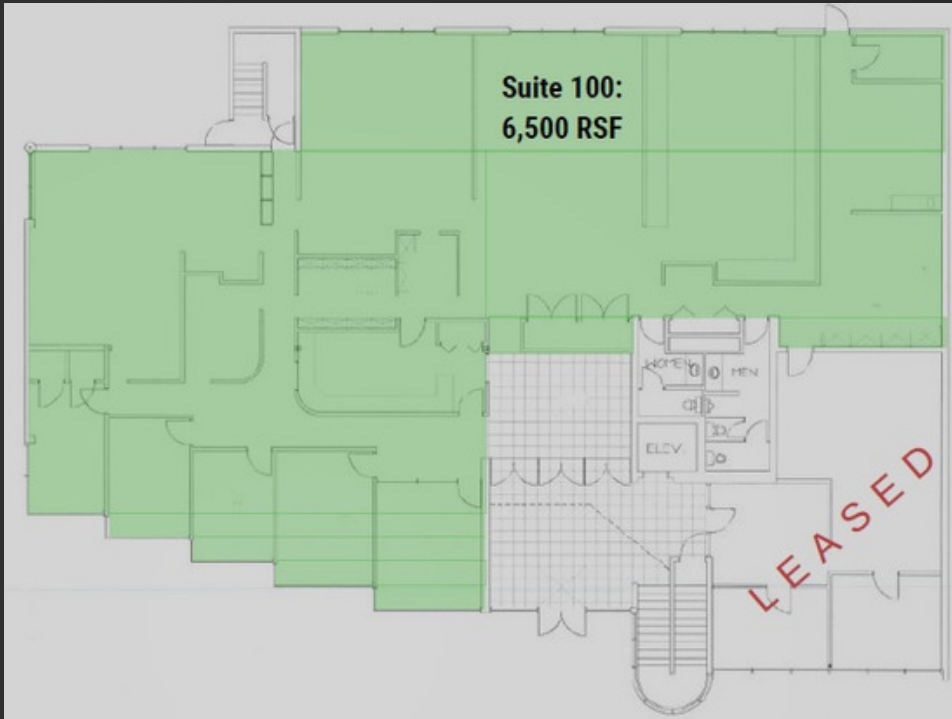 Suite 100:
6,500 RSF
WOMEN
MEN
ELEV.
LEASED